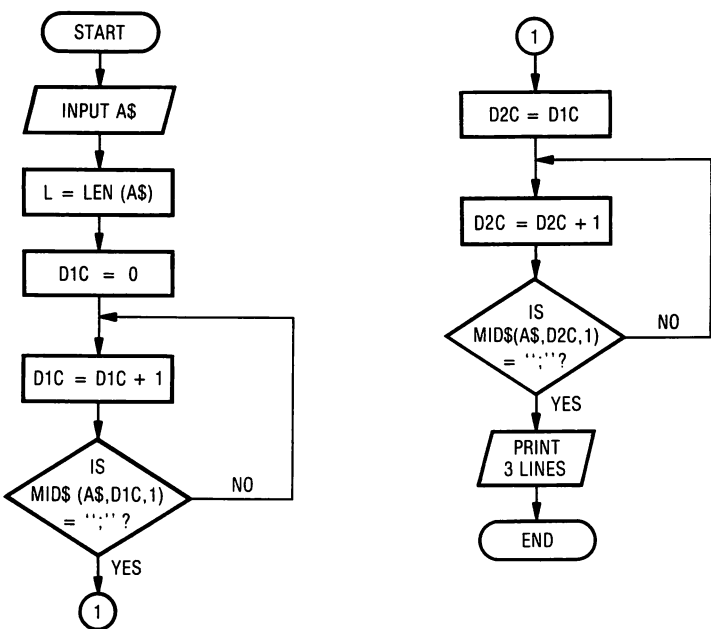 START
INPUT A$
L = LEN (A$)
D1C = 0
D1C = D1C + 1
IS
MID$ (A$,D1C,1)
= ";" ?
NO
YES
1
1
D2C = D1C
D2C = D2C + 1
IS
MID$(A$,D2C,1)
= ";"?
NO
YES
PRINT
3 LINES
END